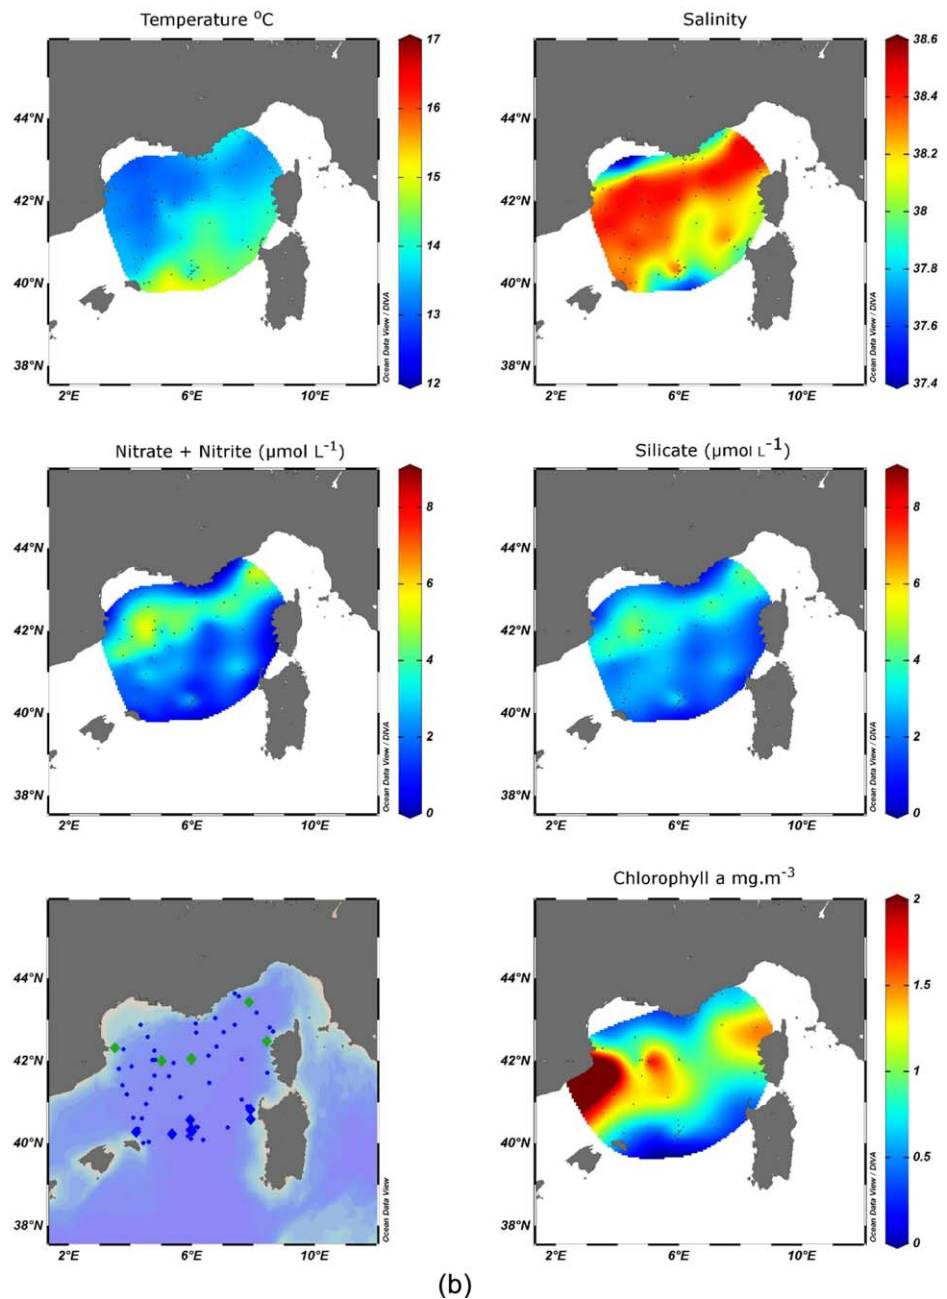 Temperature ⁰C
Salinity
44°N
42°N
40°N
38°N
2°E
6°E
10°E
17
16
15
14
13
12
Ocean Data View / DIVA
44°N
42°N
40°N
38°N
2°E
6°E
10°E
38.6
38.4
38.2
38
37.8
37.6
37.4
Ocean Data View / DIVA
Nitrate + Nitrite (µmol L⁻¹)
Silicate (µmol L⁻¹)
44°N
42°N
40°N
38°N
2°E
6°E
10°E
8
6
4
2
0
Ocean Data View / DIVA
44°N
42°N
40°N
38°N
2°E
6°E
10°E
8
6
4
2
0
Ocean Data View / DIVA
Chlorophyll a mg.m⁻³
44°N
42°N
40°N
38°N
2°E
6°E
10°E
Ocean Data View
44°N
42°N
40°N
38°N
2°E
6°E
10°E
2
1.5
1
0.5
0
Ocean Data View / DIVA
(b)